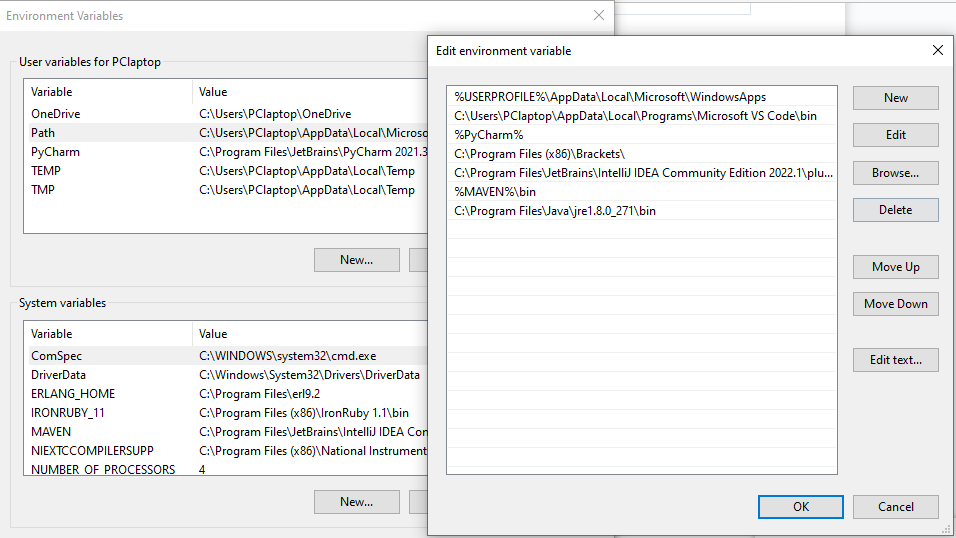 Environment Variables
User variables for PClaptop
Variable Value
OneDrive C:\Users\PClaptop\OneDrive
Path C:\Users\PClaptop\AppData\Local\Microso
PyCharm C:\Program Files\JetBrains\PyCharm 2021.3
TEMP C:\Users\PClaptop\AppData\Local\Temp
TMP C:\Users\PClaptop\AppData\Local\Temp
New...
System variables
Variable Value
ComSpec C:\WINDOWS\system32\cmd.exe
DriverData C:\Windows\System32\Drivers\DriverData
ERLANG_HOME C:\Program Files\erl9.2
IRONRUBY_11 C:\Program Files (x86)\IronRuby 1.1\bin
MAVEN C:\Program Files\JetBrains\IntelliJ IDEA Con
NIEXTCCOMPILERSUPP C:\Program Files (x86)\National Instrument
NUMBER_OF_PROCESSORS 4
New...
Edit environment variable
%USERPROFILE%\AppData\Local\Microsoft\WindowsApps
C:\Users\PClaptop\AppData\Local\Programs\Microsoft VS Code\bin
%PyCharm%
C:\Program Files (x86)\Brackets\
C:\Program Files\JetBrains\IntelliJ IDEA Community Edition 2022.1\plu...
%MAVEN%\bin
C:\Program Files\Java\jre1.8.0_271\bin
New
Edit
Browse...
Delete
Move Up
Move Down
Edit text...
OK
Cancel